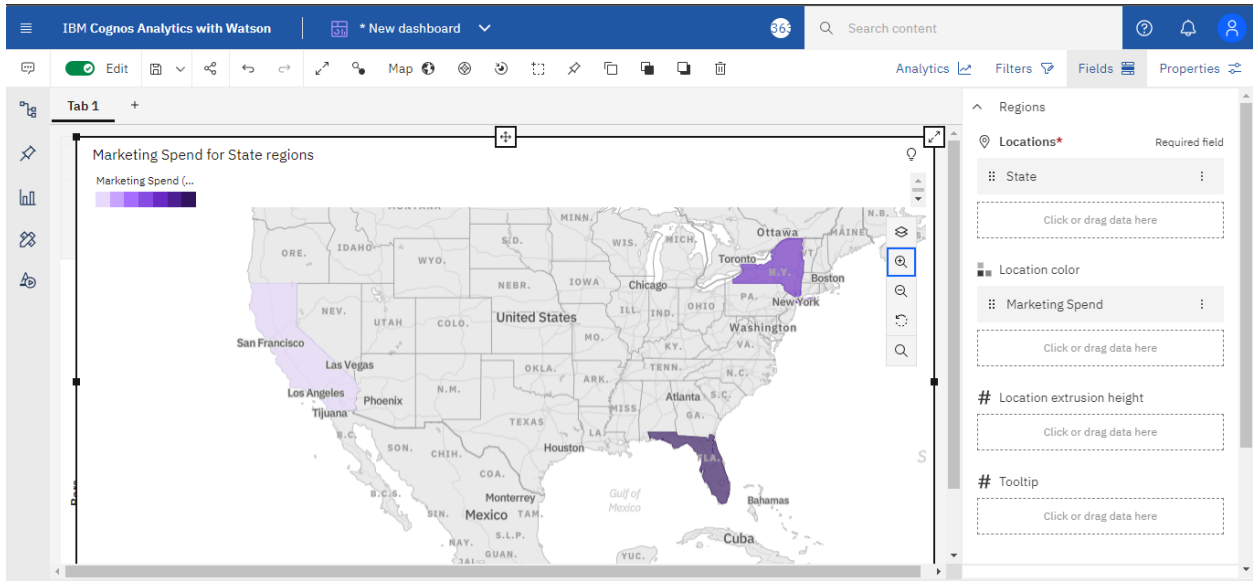 IBM Cognos Analytics with Watson
* New dashboard
363
Search content
Edit
Map
Analytics
Filters
Fields
Properties
Tab 1
+
Marketing Spend for State regions
Marketing Spend (...
MINN.
N.B.
Ottawa
MAINE
ORE.
IDAHO
S.D.
WIS.
MICH.
WYO.
Toronto
VT
N.Y.
Boston
NEBR.
IOWA
Chicago
PA.
New York
NEV.
UTAH
COLO.
United States
ILL.
IND.
OHIO
Washington
San Francisco
MO.
KY.
VA.
Las Vegas
OKLA.
TENN.
N.C.
Los Angeles
Phoenix
N.M.
ARK.
Atlanta
S.C.
Tijuana
MISS.
GA.
TEXAS
B.C.
SON.
CHIH.
Houston
LA.
FLA.
COA.
B.C.S.
Monterrey
Gulf of
Mexico
Bahamas
SIN.
Mexico
TAM.
S.L.P.
Cuba
NAY.
GUAN.
YUC.
JAL
Regions
Locations*
Required field
State
Click or drag data here
Location color
Marketing Spend
Click or drag data here
# Location extrusion height
Click or drag data here
# Tooltip
Click or drag data here